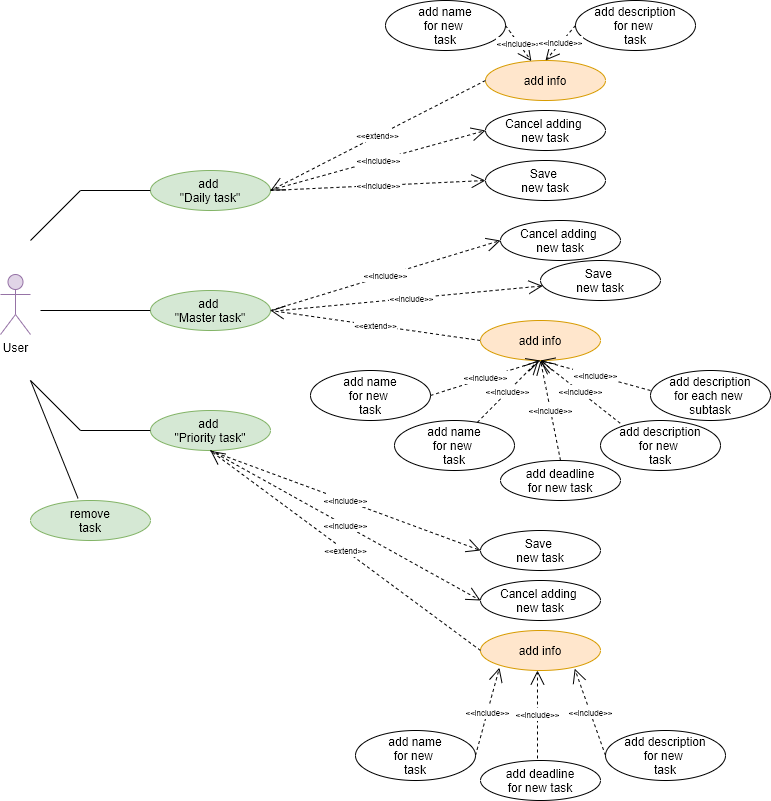 add name
for new
task
add description
for new
task
<<include>>
<<include>>
add info
<<extend>>
Cancel adding
new task
<<include>>
Save
new task
<<include>>
add
"Daily task"
Cancel adding
new task
<<include>>
Save
new task
<<include>>
add
"Master task"
<<extend>>
add info
User
add name
for new
task
<<include>>
<<include>>
<<include>>
<<include>>
<<include>>
add description
for each new
subtask
add name
for new
task
add description
for new
task
add deadline
for new task
add
"Priority task"
remove
task
<<include>>
<<include>>
<<extend>>
Save
new task
Cancel adding
new task
add info
<<include>>
<<include>>
<<include>>
add name
for new
task
add deadline
for new task
add description
for new
task